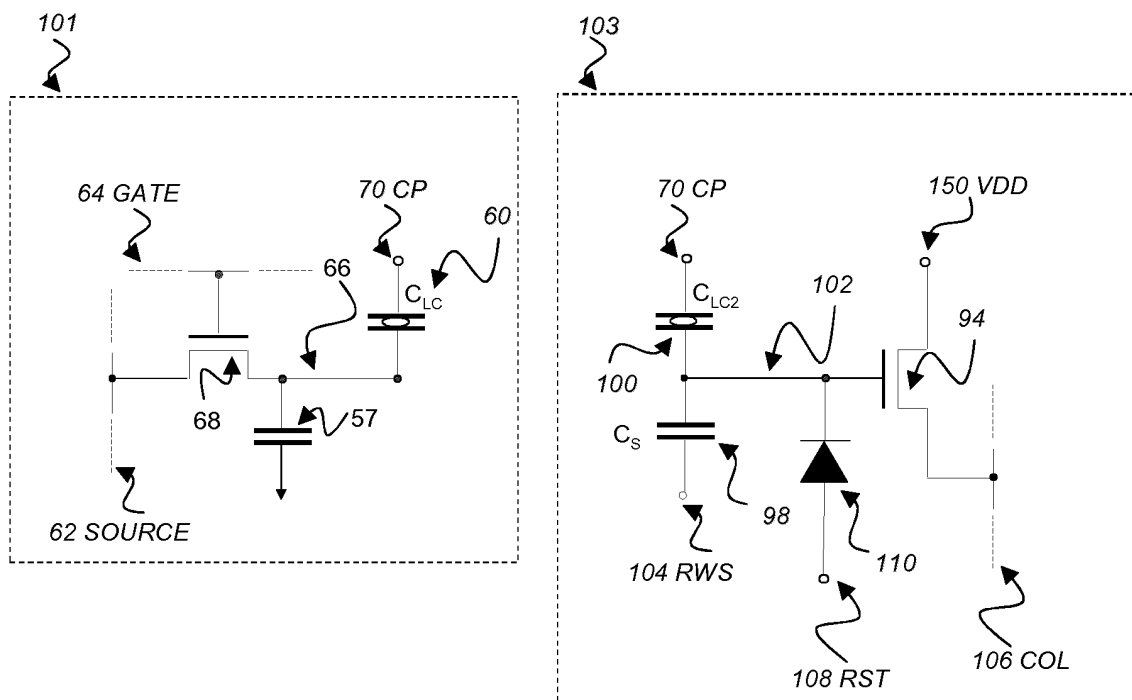 101
103
64 GATE
70 CP
60
66
C_LC
68
57
62 SOURCE
70 CP
150 VDD
C_LC2
102
94
100
C_S
98
104 RWS
110
108 RST
106 COL